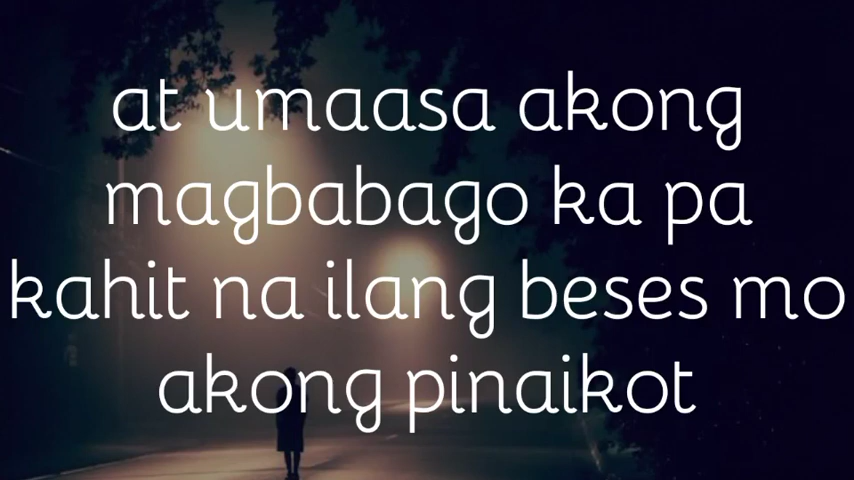 at umaasa akong
magbabago ka pa
kahit na ilang beses mo
akong pinaikot